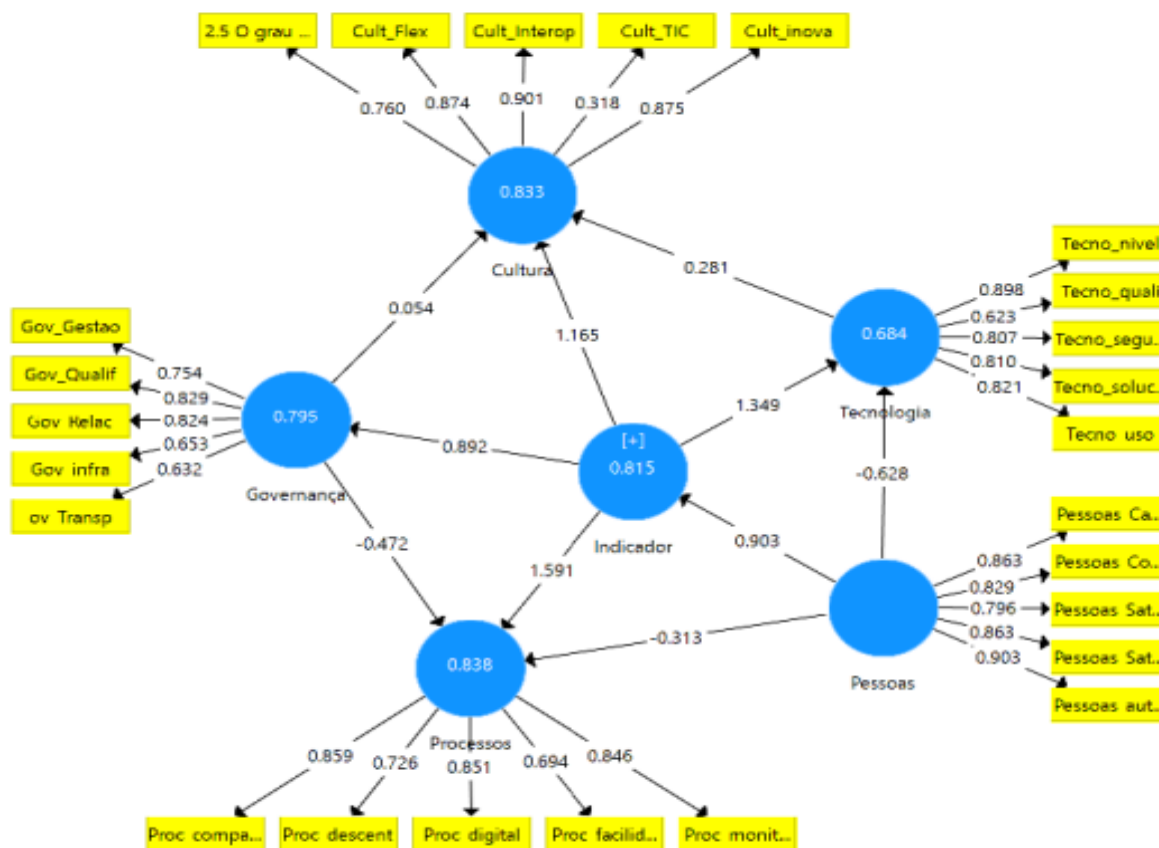 2.5 O grau ...
Cult_Flex
Cult_Interop
Cult_TIC
Cult_inova
0.760
0.874
0.901
0.318
0.875
0.833
Cultura
0.054
1.165
0.281
Gov_Gestao
Gov_Qualif
Gov Relac
Gov infra
ov Transp
0.754
0.829
0.824
0.653
0.632
0.795
Governança
0.892
[+]
0.815
Indicador
1.349
0.684
Tecnologia
0.898
0.623
0.807
0.810
0.821
Tecno_nivel
Tecno_quali
Tecno_segu...
Tecno_soluc...
Tecno uso
-0.628
0.903
-0.472
1.591
-0.313
Pessoas
0.863
0.829
0.796
0.863
0.903
Pessoas Ca...
Pessoas Co...
Pessoas Sat...
Pessoas Sat...
Pessoas aut...
0.838
Processos
0.859
0.726
0.851
0.694
0.846
Proc compa...
Proc descent
Proc digital
Proc facilid...
Proc monit...